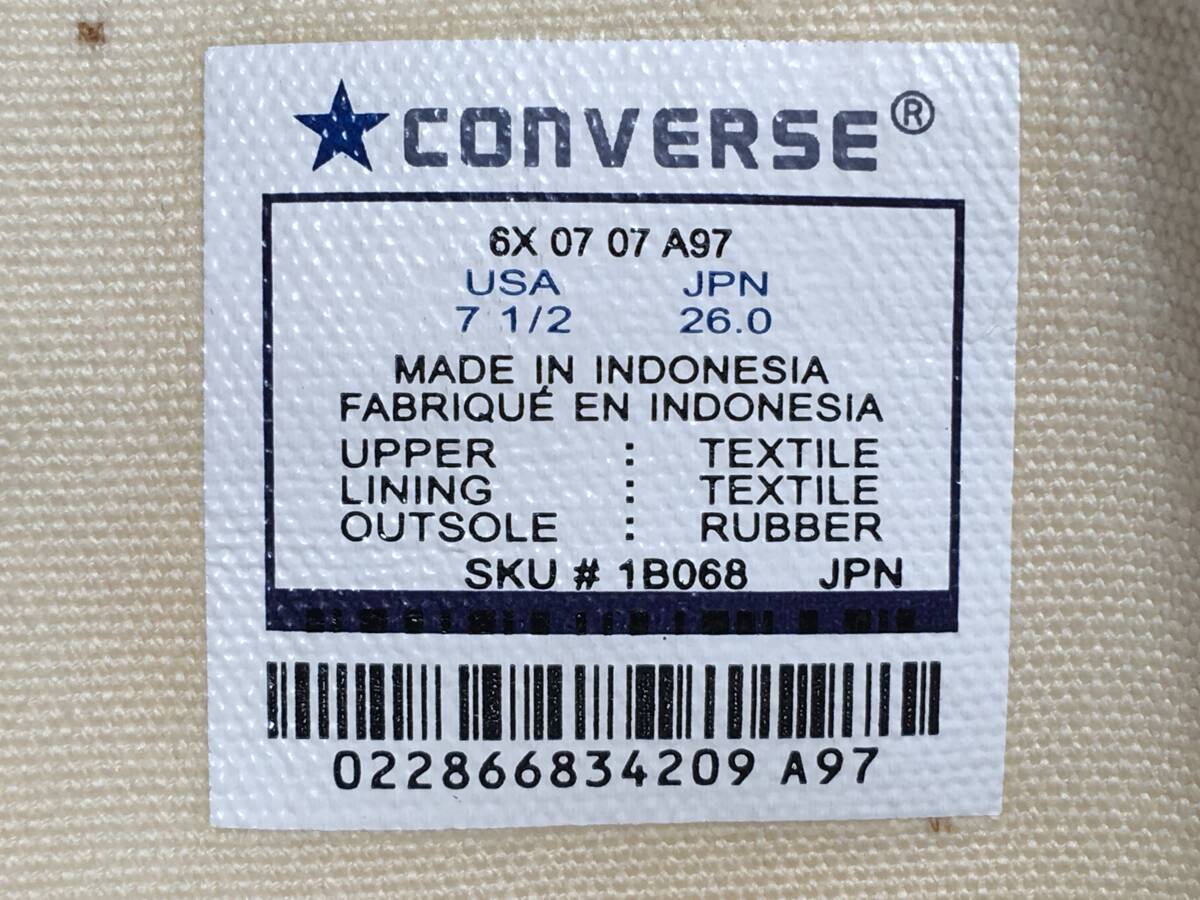 CONVERSE®
6X 07 07 A97
USA JPN
7 1/2 26.0
MADE IN INDONESIA
FABRIQUÉ EN INDONESIA
UPPER : TEXTILE
LINING : TEXTILE
OUTSOLE : RUBBER
SKU # 1B068 JPN
022866834209 A97